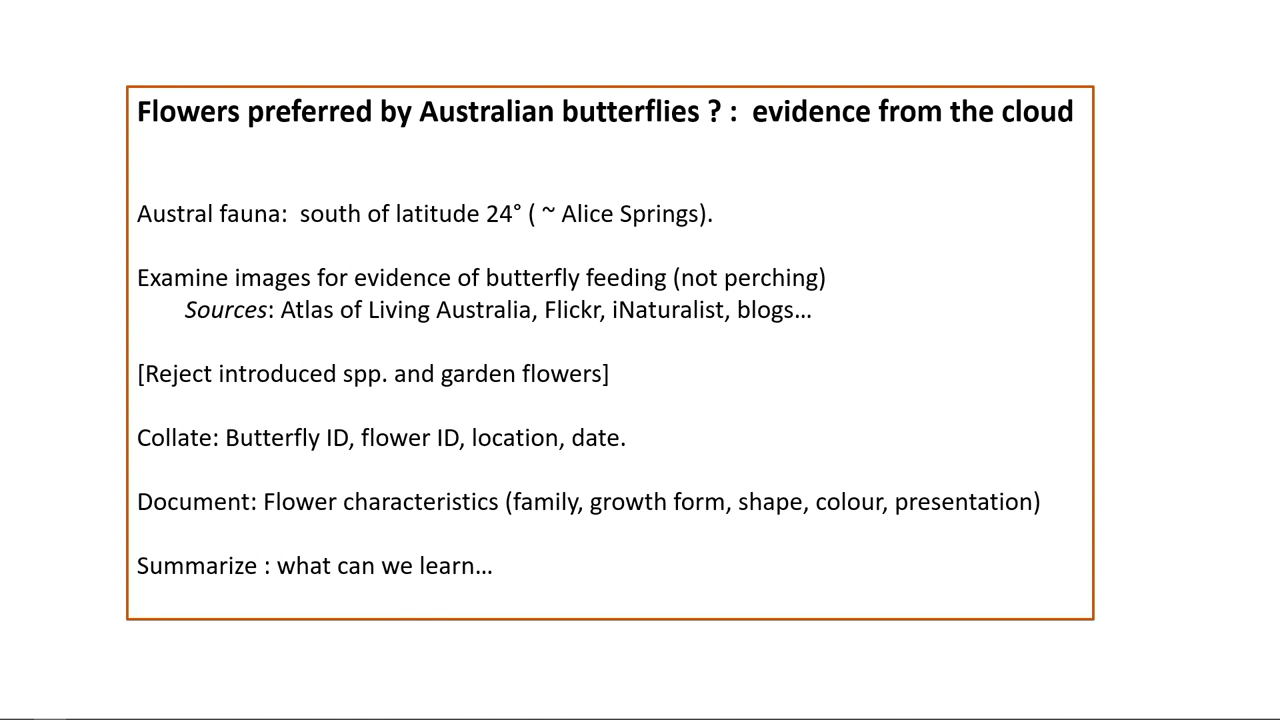 Flowers preferred by Australian butterflies ? :  evidence from the cloud
Austral fauna:  south of latitude 24° ( ~ Alice Springs).
Examine images for evidence of butterfly feeding (not perching)
Sources: Atlas of Living Australia, Flickr, iNaturalist, blogs…
[Reject introduced spp. and garden flowers]
Collate: Butterfly ID, flower ID, location, date.
Document: Flower characteristics (family, growth form, shape, colour, presentation)
Summarize : what can we learn…